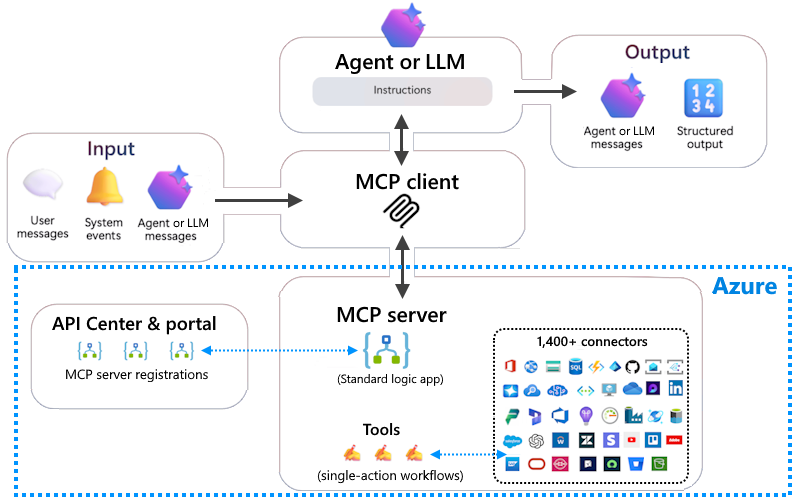 Agent or LLM
Instructions
Output
1 2
3 4
Agent or LLM
messages
Structured
output
Input
User
messages
System
events
Agent or LLM
messages
MCP client
Azure
API Center & portal
MCP server registrations
MCP server
(Standard logic app)
Tools
(single-action workflows)
1,400+ connectors
SQL
in